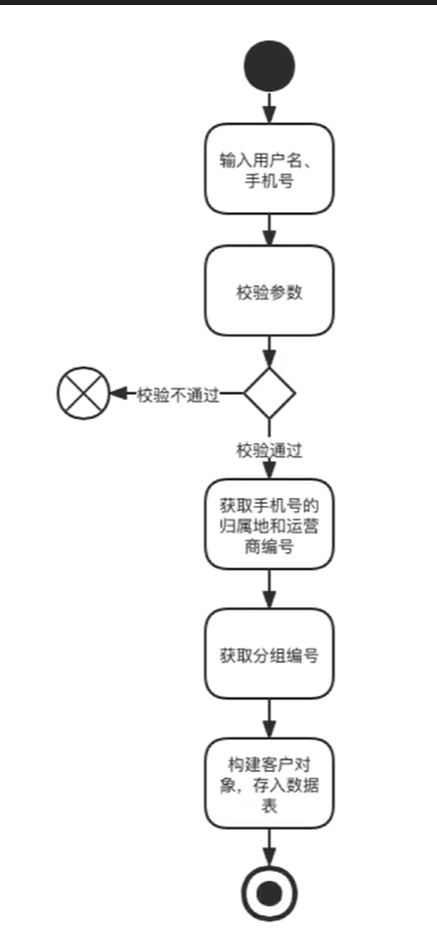 输入用户名、
手机号
校验参数
校验不通过
校验通过
获取手机号的
归属地和运营
商编号
获取分组编号
构建客户对
象，存入数据
表